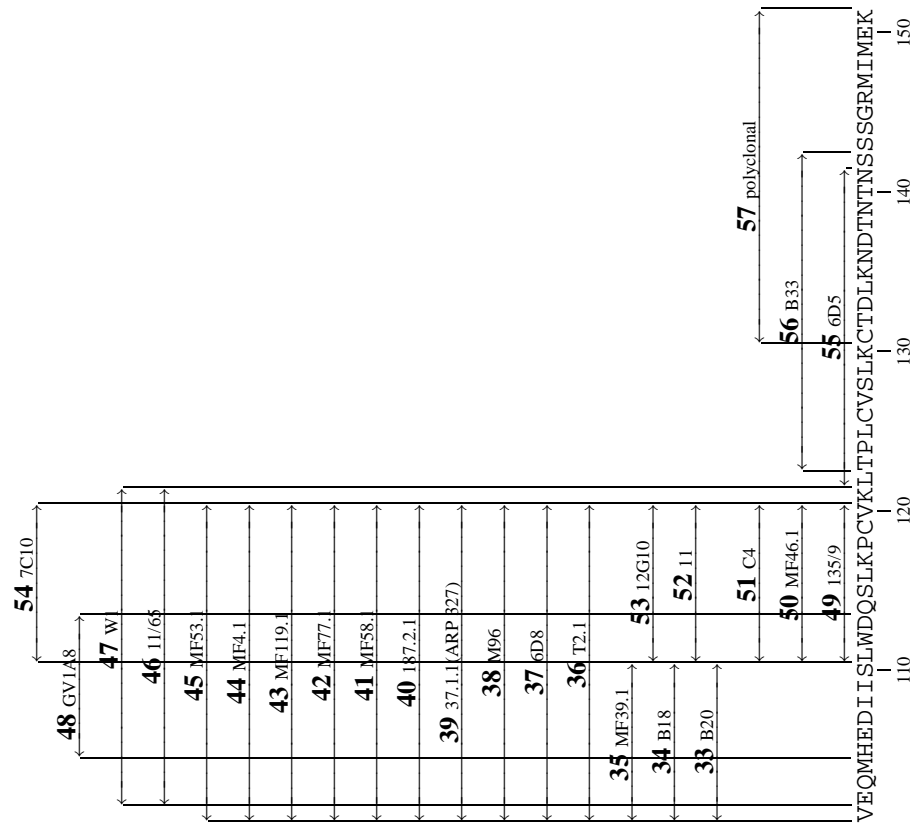 54 7C10
48 GV1A8
47 W1
46 11/65
45 MF53.1
44 MF4.1
43 MF119.1
42 MF77.1
41 MF58.1
40 187.2.1
39 37.1.1(ARP 327)
38 M96
37 6D8
36 T2.1
35 MF39.1 53 12G10
34 B18 52 11
33 B20
51 C4 57 polyclonal
50 MF46.1 56 B33
49 135/9 55 6D5
VEQMHEDIISLWDQSLKPCVKLTPLCVSLKCTDLKNDTNTNSSSGRMIMEK
110 120 130 140 150